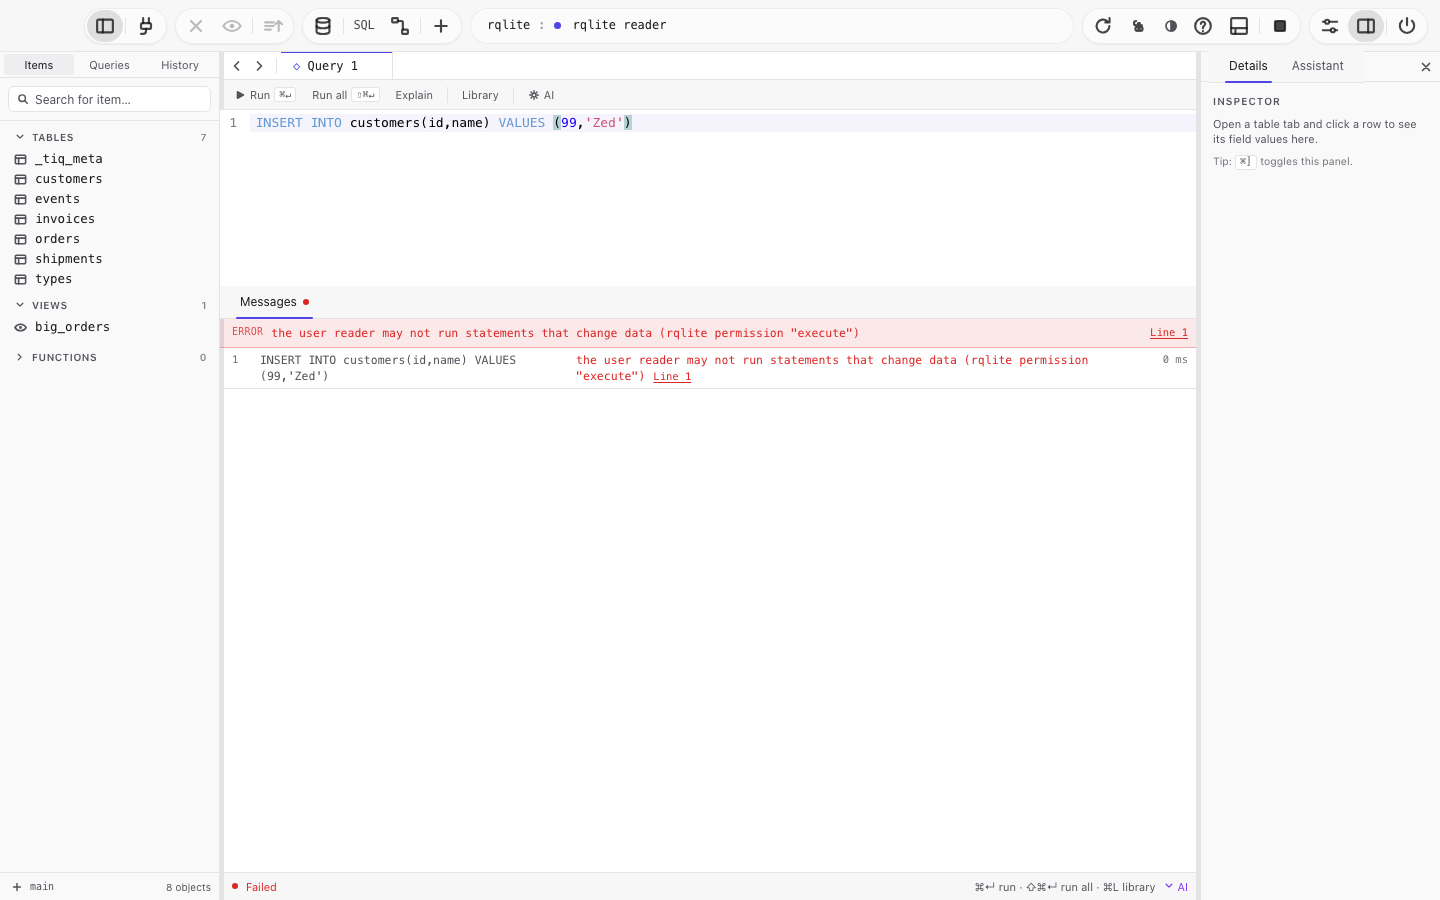 SQL
rqlite : rqlite reader
Items Queries History
Search for item...
TABLES 7
_tiq_meta
customers
events
invoices
orders
shipments
types
VIEWS 1
big_orders
FUNCTIONS 0
main 8 objects
Query 1
Run ⌘↵ Run all ⇧⌘↵ Explain Library AI
1 INSERT INTO customers(id,name) VALUES (99,'Zed')
Messages
ERROR the user reader may not run statements that change data (rqlite permission "execute") Line 1
1 INSERT INTO customers(id,name) VALUES (99,'Zed')
the user reader may not run statements that change data (rqlite permission "execute") Line 1
0 ms
Failed
⌘↵ run · ⇧⌘↵ run all · ⌘L library AI
Details Assistant
INSPECTOR
Open a table tab and click a row to see
its field values here.
Tip: ⌘] toggles this panel.